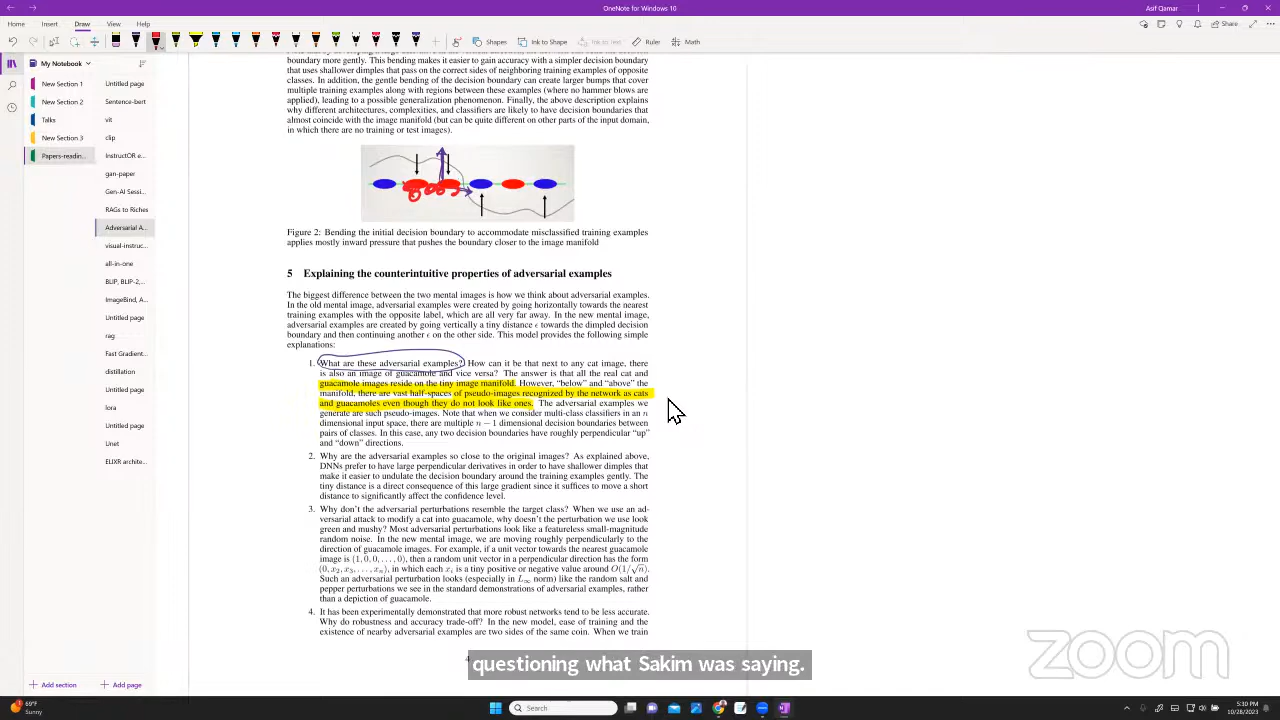 OneNote for Windows 10
Asif Qamar
Home Insert Draw View Help
Share
Shapes Ink to Shape Ink to Text Ruler Math
My Notebook
New Section 1
New Section 2
Talks
New Section 3
Papers-readin...
Untitled page
Sentence-bert
vit
clip
InstructOR e...
gan-paper
Gen-AI Sessi...
RAGs to Riches
Adversarial A...
visual-instruc...
all-in-one
BLIP, BLIP-2,...
ImageBind, A...
Untitled page
rag
Fast Gradient...
distillation
Untitled page
lora
Untitled page
Unet
ELIXR archite...
boundary more gently. This bending makes it easier to gain accuracy with a simpler decision boundary
that uses shallower dimples that pass on the correct sides of neighboring training examples of opposite
classes. In addition, the gentle bending of the decision boundary can create larger bumps that cover
multiple training examples along with regions between these examples (where no hammer blows are
applied), leading to a possible generalization phenomenon. Finally, the above description explains
why different architectures, complexities, and classifiers are likely to have decision boundaries that
almost coincide with the image manifold (but can be quite different on other parts of the input domain,
in which there are no training or test images).
Figure 2: Bending the initial decision boundary to accommodate misclassified training examples
applies mostly inward pressure that pushes the boundary closer to the image manifold
5 Explaining the counterintuitive properties of adversarial examples
The biggest difference between the two mental images is how we think about adversarial examples.
In the old mental image, adversarial examples were created by going horizontally towards the nearest
training examples with the opposite label, which are all very far away. In the new mental image,
adversarial examples are created by going vertically a tiny distance ϵ towards the dimpled decision
boundary and then continuing another ϵ on the other side. This model provides the following simple
explanations:
1. What are these adversarial examples? How can it be that next to any cat image, there
is also an image of guacamole and vice versa? The answer is that all the real cat and
guacamole images reside on the tiny image manifold. However, "below" and "above" the
manifold, there are vast half-spaces of pseudo-images recognized by the network as cats
and guacamoles even though they do not look like ones. The adversarial examples we
generate are such pseudo-images. Note that when we consider multi-class classifiers in an n
dimensional input space, there are multiple n − 1 dimensional decision boundaries between
pairs of classes. In this case, any two decision boundaries have roughly perpendicular "up"
and "down" directions.
2. Why are the adversarial examples so close to the original images? As explained above,
DNNs prefer to have large perpendicular derivatives in order to have shallower dimples that
make it easier to undulate the decision boundary around the training examples gently. The
tiny distance is a direct consequence of this large gradient since it suffices to move a short
distance to significantly affect the confidence level.
3. Why don't the adversarial perturbations resemble the target class? When we use an ad-
versarial attack to modify a cat into guacamole, why doesn't the perturbation we use look
green and mushy? Most adversarial perturbations look like a featureless small-magnitude
random noise. In the new mental image, we are moving roughly perpendicularly to the
direction of guacamole images. For example, if a unit vector towards the nearest guacamole
image is (1, 0, 0, . . . , 0), then a random unit vector in a perpendicular direction has the form
(0, x₂, x₃, . . . , xₙ), in which each xᵢ is a tiny positive or negative value around O(1/√n).
Such an adversarial perturbation looks (especially in L∞ norm) like the random salt and
pepper perturbations we see in the standard demonstrations of adversarial examples, rather
than a depiction of guacamole.
4. It has been experimentally demonstrated that more robust networks tend to be less accurate.
Why do robustness and accuracy trade-off? In the new model, ease of training and the
existence of nearby adversarial examples are two sides of the same coin. When we train
questioning what Sakim was saying.
zoom
Add section
Add page
69°F
Sunny
Search
5:30 PM
10/28/2023